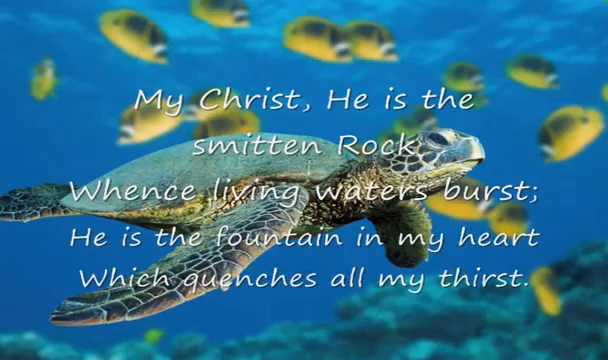 My Christ, He is the
smitten Rock
Whence living waters burst;
He is the fountain in my heart
Which quenches all my thirst.